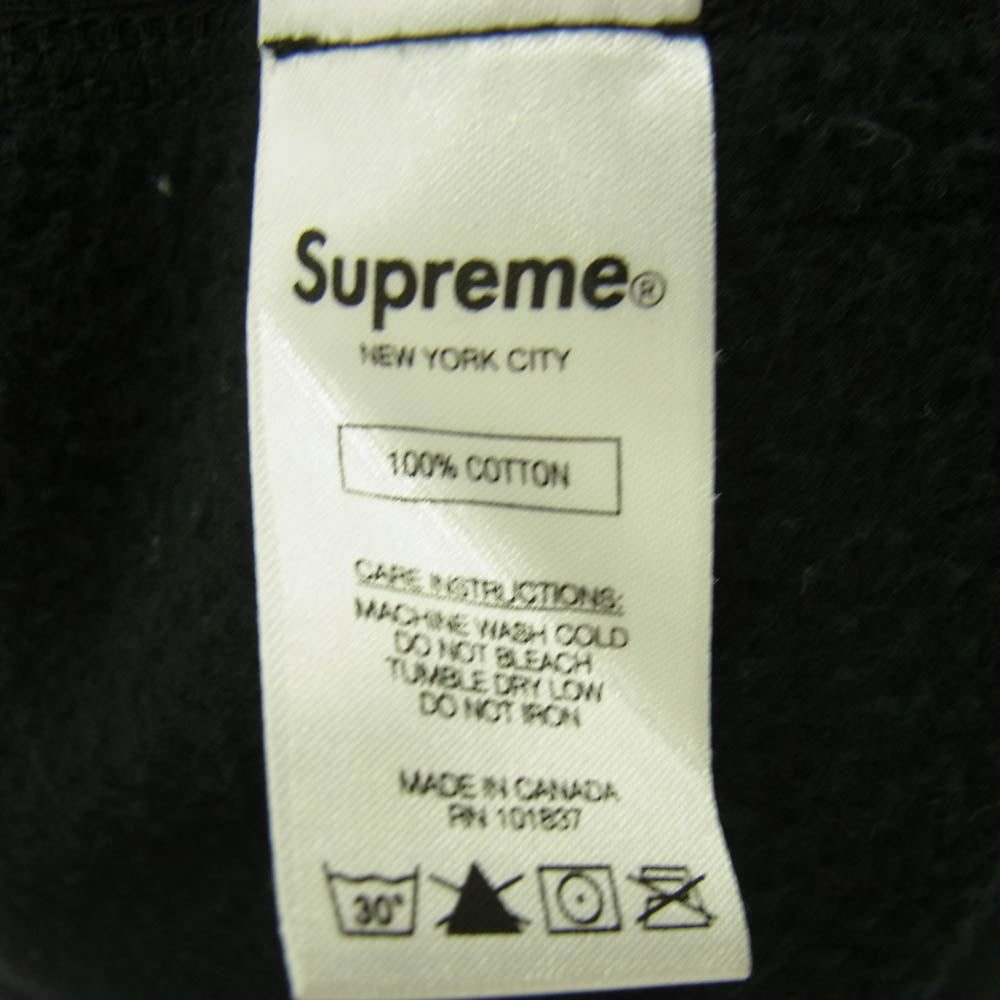 Supreme®
NEW YORK CITY
100% COTTON
CARE INSTRUCTIONS:
MACHINE WASH COLD
DO NOT BLEACH
TUMBLE DRY LOW
DO NOT IRON
MADE IN CANADA
RN 101837
30°